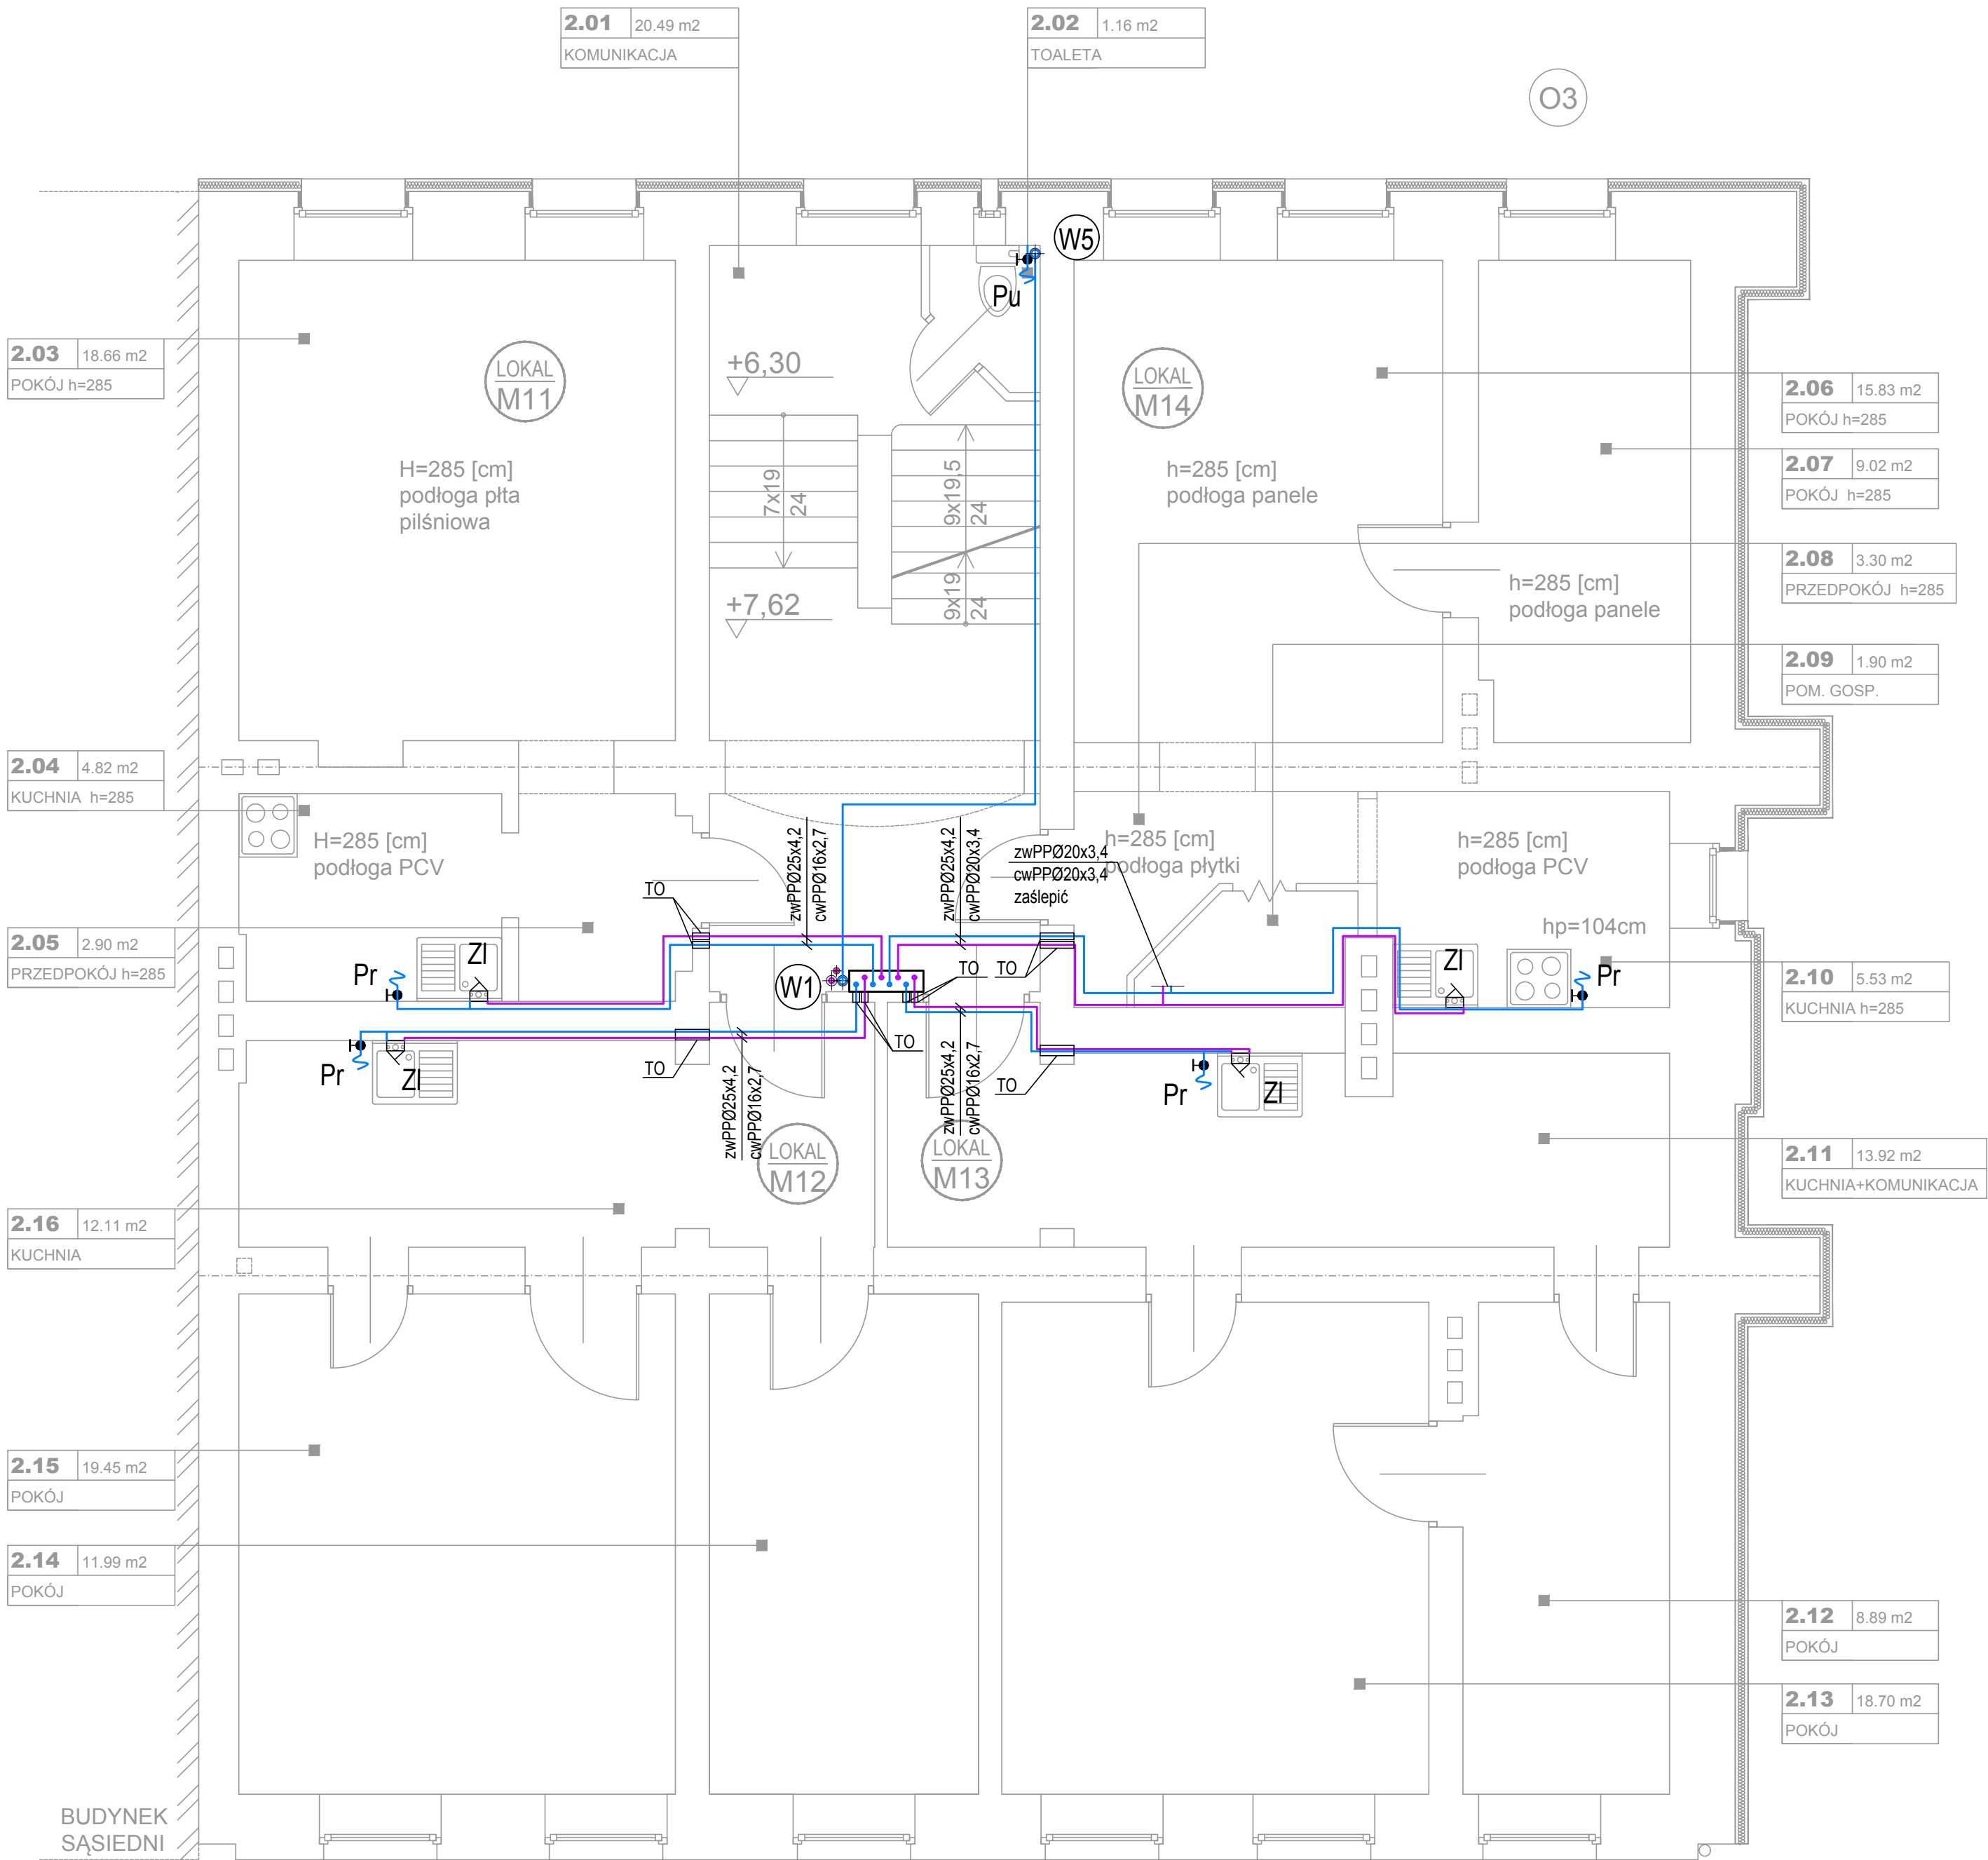 2.01 20.49 m2
KOMUNIKACJA
2.02 1.16 m2
TOALETA
O3
W5
Pu
2.03 18.66 m2
POKÓJ h=285
LOKAL
M11
+6,30
LOKAL
M14
2.06 15.83 m2
POKÓJ h=285
H=285 [cm]
podłoga płta
pilśniowa
7x19
24
9x19,5
24
h=285 [cm]
podłoga panele
2.07 9.02 m2
POKÓJ h=285
+7,62
9x19
24
h=285 [cm]
podłoga panele
2.08 3.30 m2
PRZEDPOKÓJ h=285
2.09 1.90 m2
POM. GOSP.
2.04 4.82 m2
KUCHNIA h=285
H=285 [cm]
podłoga PCV
zwPPØ25x4,2
cwPPØ16x2,7
zwPPØ25x4,2
cwPPØ20x3,4
zwPPØ20x3,4
cwPPØ20x3,4
zaślepić
h=285 [cm]
podłoga płytki
h=285 [cm]
podłoga PCV
TO
hp=104cm
2.05 2.90 m2
PRZEDPOKÓJ h=285
Pr
Zl
W1
TO
TO
Zl
Pr
2.10 5.53 m2
KUCHNIA h=285
Pr
Zl
TO
TO
zwPPØ25x4,2
cwPPØ16x2,7
zwPPØ25x4,2
cwPPØ16x2,7
TO
Pr
Zl
LOKAL
M12
LOKAL
M13
2.11 13.92 m2
KUCHNIA+KOMUNIKACJA
2.16 12.11 m2
KUCHNIA
2.15 19.45 m2
POKÓJ
2.14 11.99 m2
POKÓJ
2.12 8.89 m2
POKÓJ
2.13 18.70 m2
POKÓJ
BUDYNEK
SĄSIEDNI